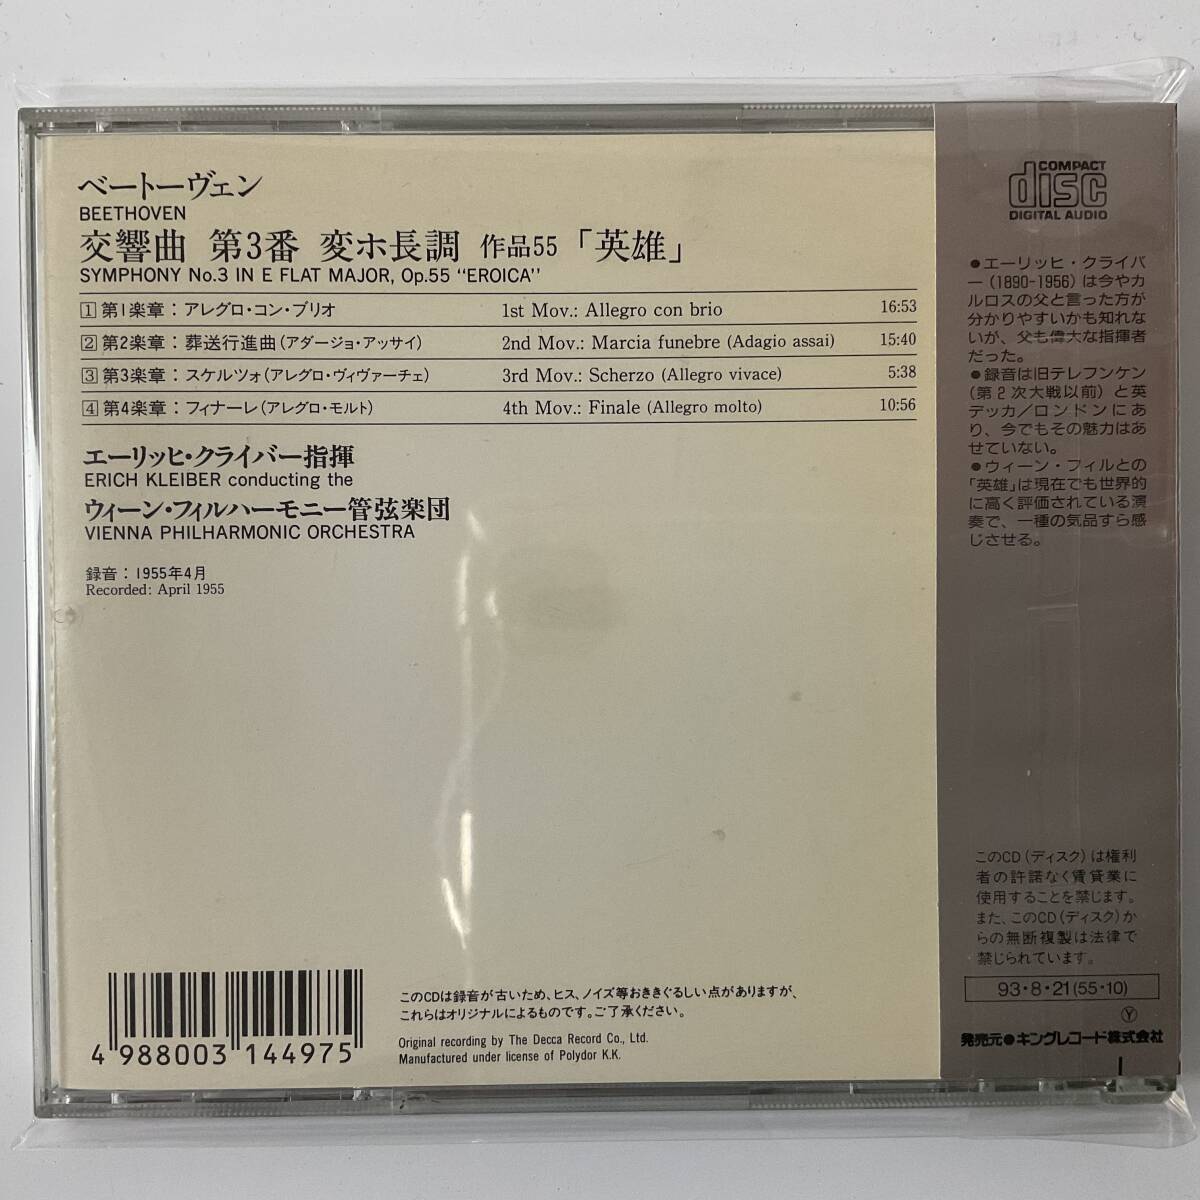 ベートーヴェン
BEETHOVEN
交響曲 第3番 変ホ長調 作品55「英雄」
SYMPHONY No.3 IN E FLAT MAJOR, Op.55 "EROICA"
1 第1楽章：アレグロ・コン・ブリオ 1st Mov.: Allegro con brio 16:53
2 第2楽章：葬送行進曲（アダージョ・アッサイ） 2nd Mov.: Marcia funebre (Adagio assai) 15:40
3 第3楽章：スケルツォ（アレグロ・ヴィヴァーチェ） 3rd Mov.: Scherzo (Allegro vivace) 5:38
4 第4楽章：フィナーレ（アレグロ・モルト） 4th Mov.: Finale (Allegro molto) 10:56
エーリッヒ・クライバー指揮
ERICH KLEIBER conducting the
ウィーン・フィルハーモニー管弦楽団
VIENNA PHILHARMONIC ORCHESTRA
録音：1955年4月
Recorded: April 1955
4 988003 144975
このCDは録音が古いため、ヒス、ノイズ等おききぐるしい点がありますが、
これらはオリジナルによるものです。ご了承ください。
Original recording by The Decca Record Co., Ltd.
Manufactured under license of Polydor K.K.
COMPACT
disc
DIGITAL AUDIO
●エーリッヒ・クライバ
ー(1890-1956)は今やカ
ルロスの父と言った方が
分かりやすいかも知れな
いが、父も偉大な指揮者
だった。
●録音は旧テレフンケン
(第2次大戦以前)と英
デッカ/ロンドンにあ
り、今でもその魅力はあ
せていない。
●ウィーン・フィルとの
「英雄」は現在でも世界的
に高く評価されている演
奏で、一種の気品すら感
じさせる。
このCD(ディスク)は権利
者の許諾なく賃貸業に
使用することを禁じます。
また、このCD(ディスク)か
らの無断複製は法律で
禁じられています。
93・8・21(55・10)
Ⓨ
発売元●キングレコード株式会社